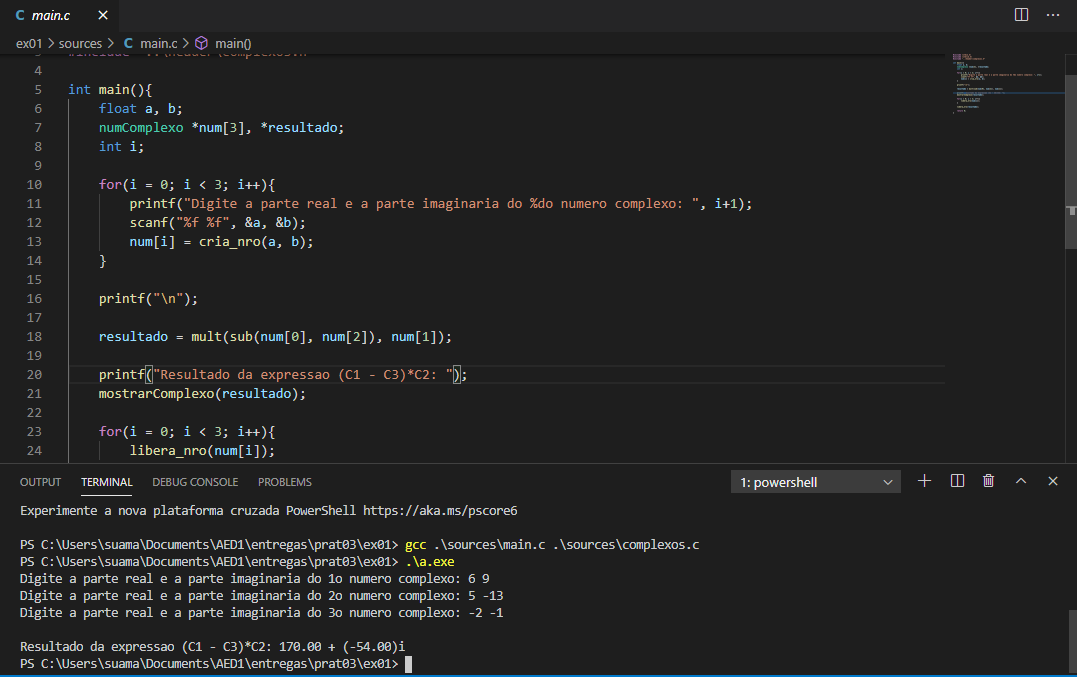 main.c
ex01 > sources > C main.c > main()
4
5 int main(){
6 float a, b;
7 numComplexo *num[3], *resultado;
8 int i;
9
10 for(i = 0; i < 3; i++){
11 printf("Digite a parte real e a parte imaginaria do %do numero complexo: ", i+1);
12 scanf("%f %f", &a, &b);
13 num[i] = cria_nro(a, b);
14 }
15
16 printf("\n");
17
18 resultado = mult(sub(num[0], num[2]), num[1]);
19
20 printf("Resultado da expressao (C1 - C3)*C2: ");
21 mostrarComplexo(resultado);
22
23 for(i = 0; i < 3; i++){
24 libera_nro(num[i]);
OUTPUT TERMINAL DEBUG CONSOLE PROBLEMS 1: powershell
Experimente a nova plataforma cruzada PowerShell https://aka.ms/pscore6
PS C:\Users\suama\Documents\AED1\entregas\prat03\ex01> gcc .\sources\main.c .\sources\complexos.c
PS C:\Users\suama\Documents\AED1\entregas\prat03\ex01> .\a.exe
Digite a parte real e a parte imaginaria do 1o numero complexo: 6 9
Digite a parte real e a parte imaginaria do 2o numero complexo: 5 -13
Digite a parte real e a parte imaginaria do 3o numero complexo: -2 -1
Resultado da expressao (C1 - C3)*C2: 170.00 + (-54.00)i
PS C:\Users\suama\Documents\AED1\entregas\prat03\ex01>